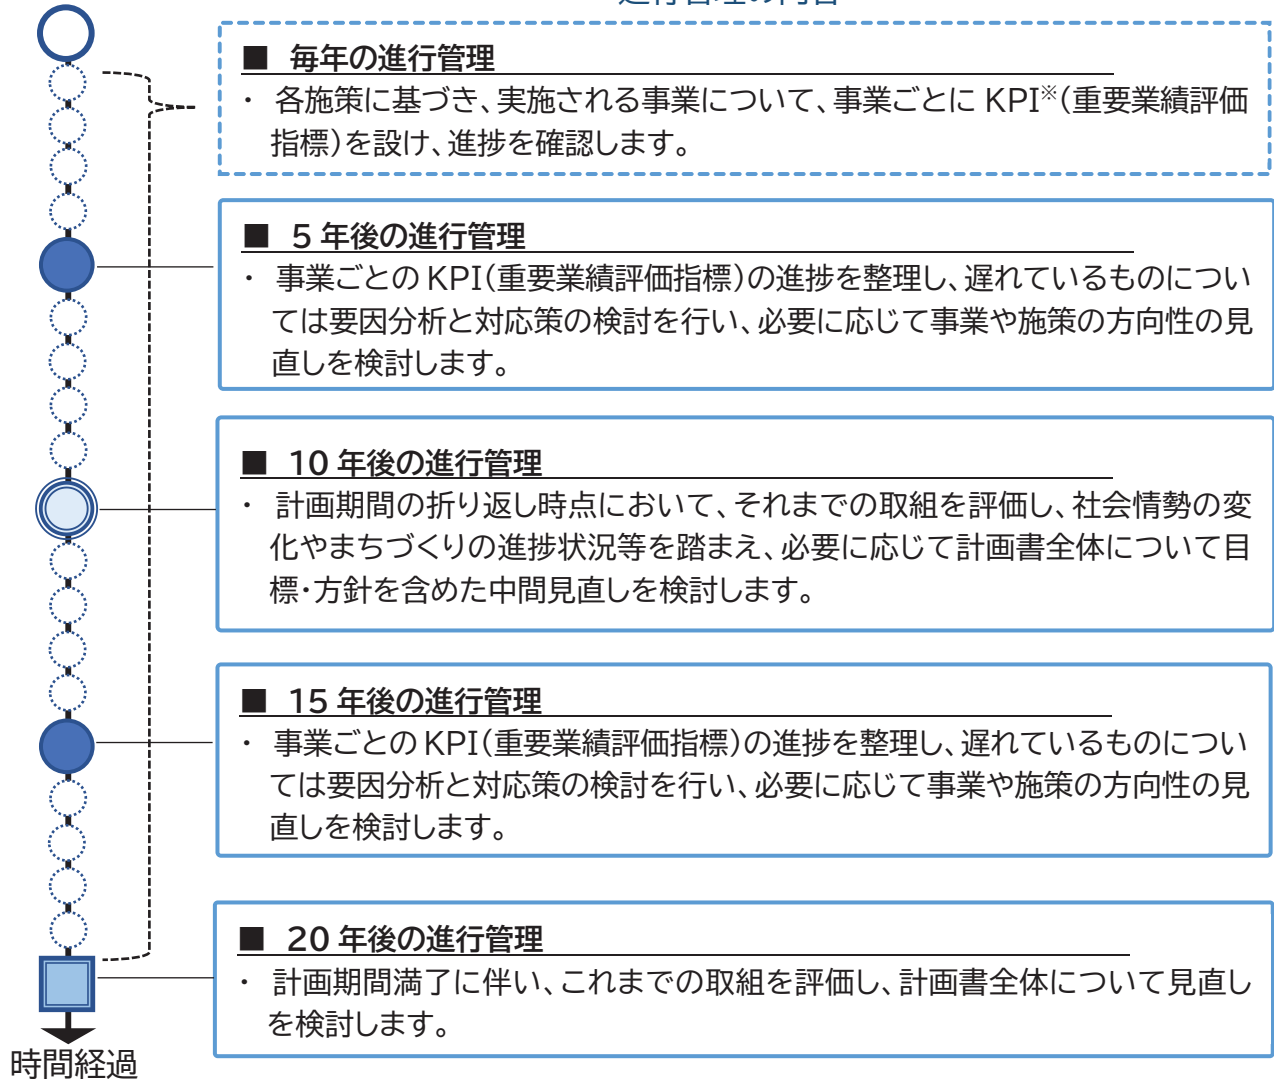 進行管理の内容
■ 毎年の進行管理
・ 各施策に基づき、実施される事業について、事業ごとに KPI※(重要業績評価
指標)を設け、進捗を確認します。
■ 5 年後の進行管理
・ 事業ごとの KPI(重要業績評価指標)の進捗を整理し、遅れているものについ
ては要因分析と対応策の検討を行い、必要に応じて事業や施策の方向性の見
直しを検討します。
■ 10 年後の進行管理
・ 計画期間の折り返し時点において、それまでの取組を評価し、社会情勢の変
化やまちづくりの進捗状況等を踏まえ、必要に応じて計画書全体について目
標・方針を含めた中間見直しを検討します。
■ 15 年後の進行管理
・ 事業ごとの KPI(重要業績評価指標)の進捗を整理し、遅れているものについ
ては要因分析と対応策の検討を行い、必要に応じて事業や施策の方向性の見
直しを検討します。
■ 20 年後の進行管理
・ 計画期間満了に伴い、これまでの取組を評価し、計画書全体について見直し
を検討します。
時間経過